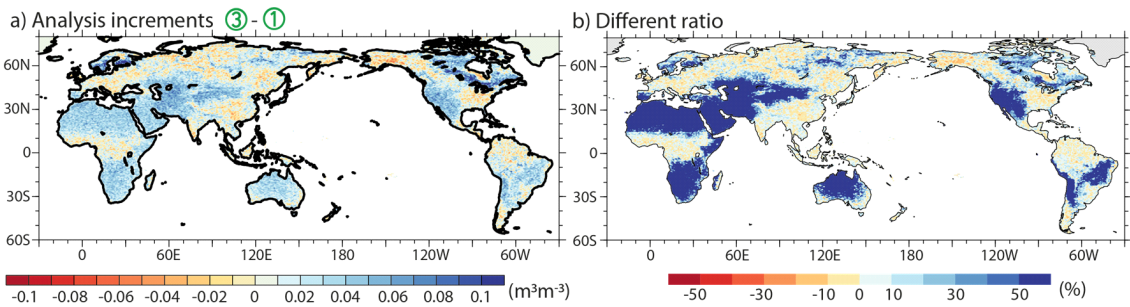 a) Analysis increments ③ - ①
b) Different ratio
60N
30N
0
30S
60S
0
60E
120E
180
120W
60W
60N
30N
0
30S
60S
0
60E
120E
180
120W
60W
-0.1 -0.08 -0.06 -0.04 -0.02 0 0.02 0.04 0.06 0.08 0.1 (m³m⁻³)
-50 -30 -10 0 10 30 50 (%)